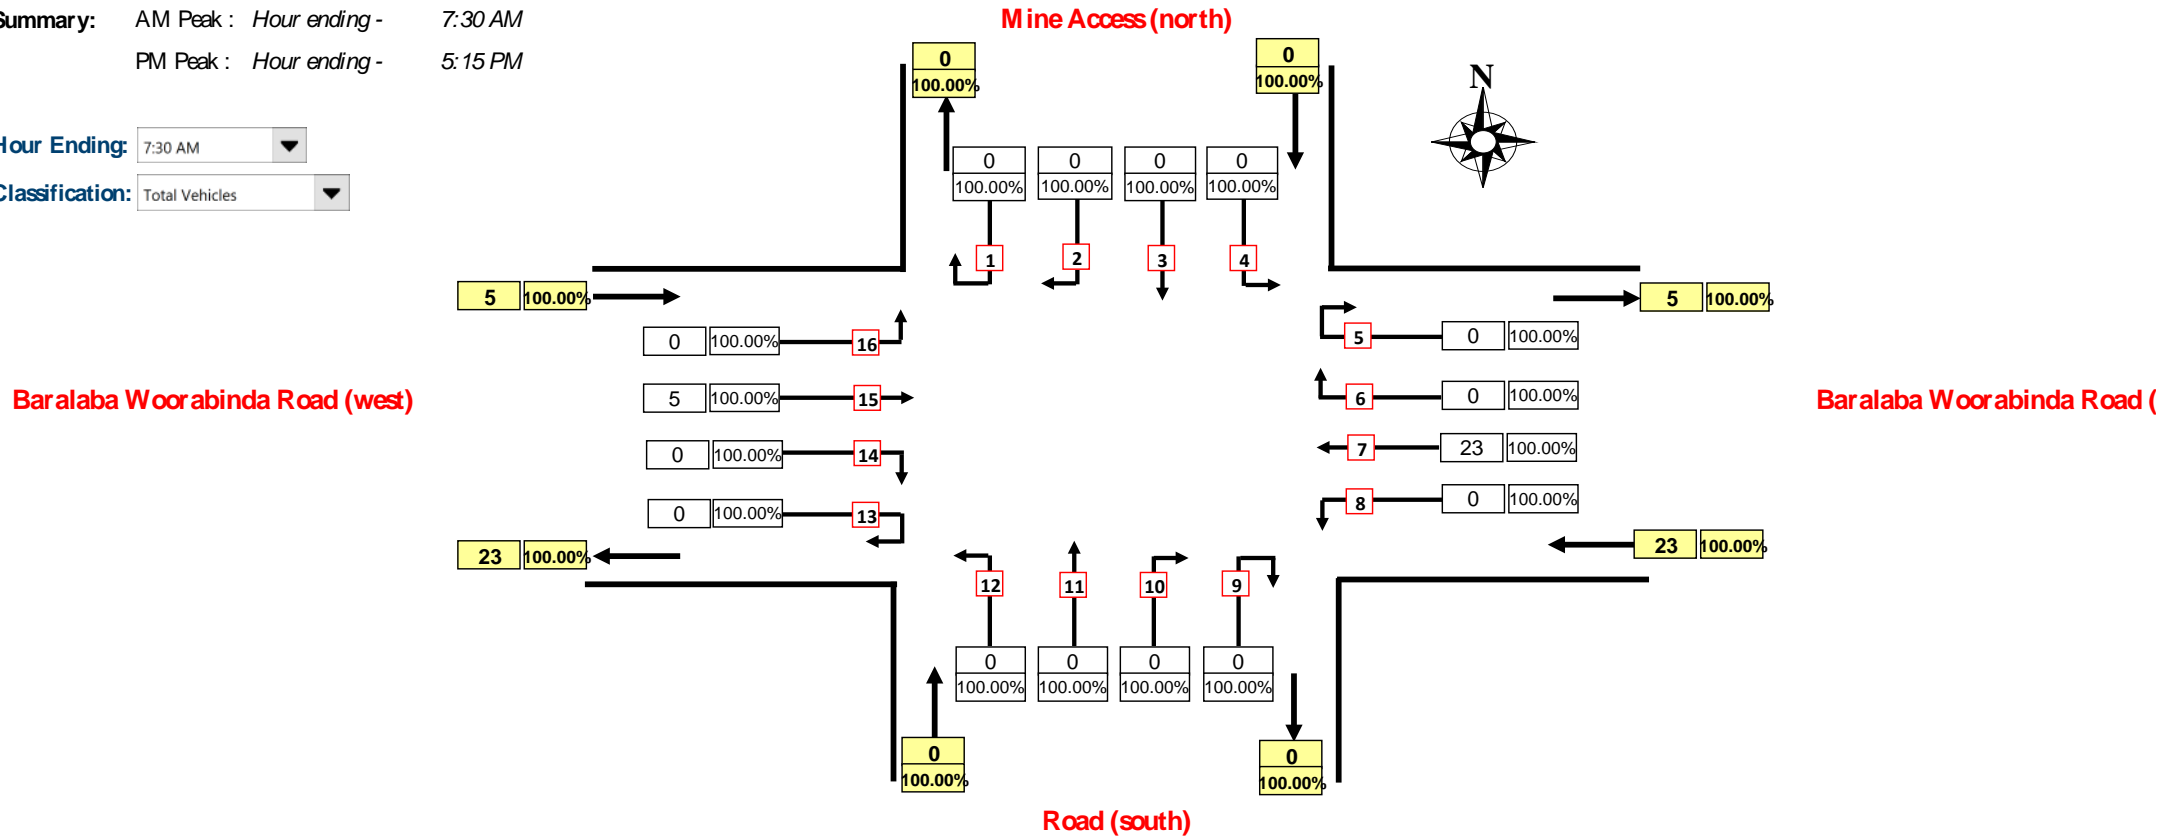 Summary: AM Peak : Hour ending - 7:30 AM
PM Peak : Hour ending - 5:15 PM
Hour Ending: 7:30 AM
Classification: Total Vehicles
Mine Access (north)
N
0 0
100.00% 100.00%
0 0 0 0
100.00% 100.00% 100.00% 100.00%
1 2 3 4
5 100.00% 5 100.00%
0 100.00% 16 5 0 100.00%
5 100.00% 15 6 0 100.00%
Baralaba Woorabinda Road (west) Baralaba Woorabinda Road (
0 100.00% 14 7 23 100.00%
0 100.00% 13 8 0 100.00%
23 100.00% 23 100.00%
12 11 10 9
0 0 0 0
100.00% 100.00% 100.00% 100.00%
0 0
100.00% 100.00%
Road (south)